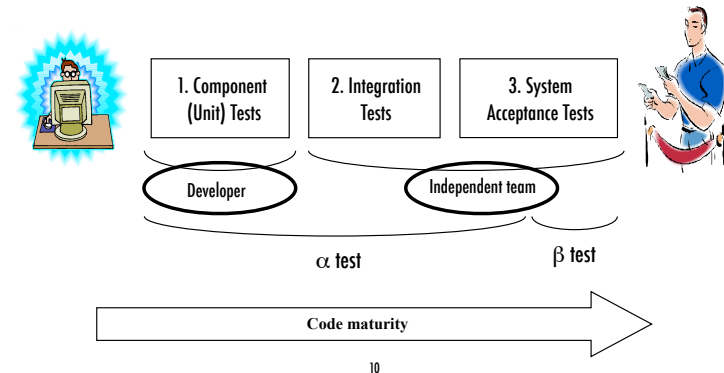 1. Component
(Unit) Tests
2. Integration
Tests
3. System
Acceptance Tests
Developer
Independent team
α test
β test
Code maturity
10